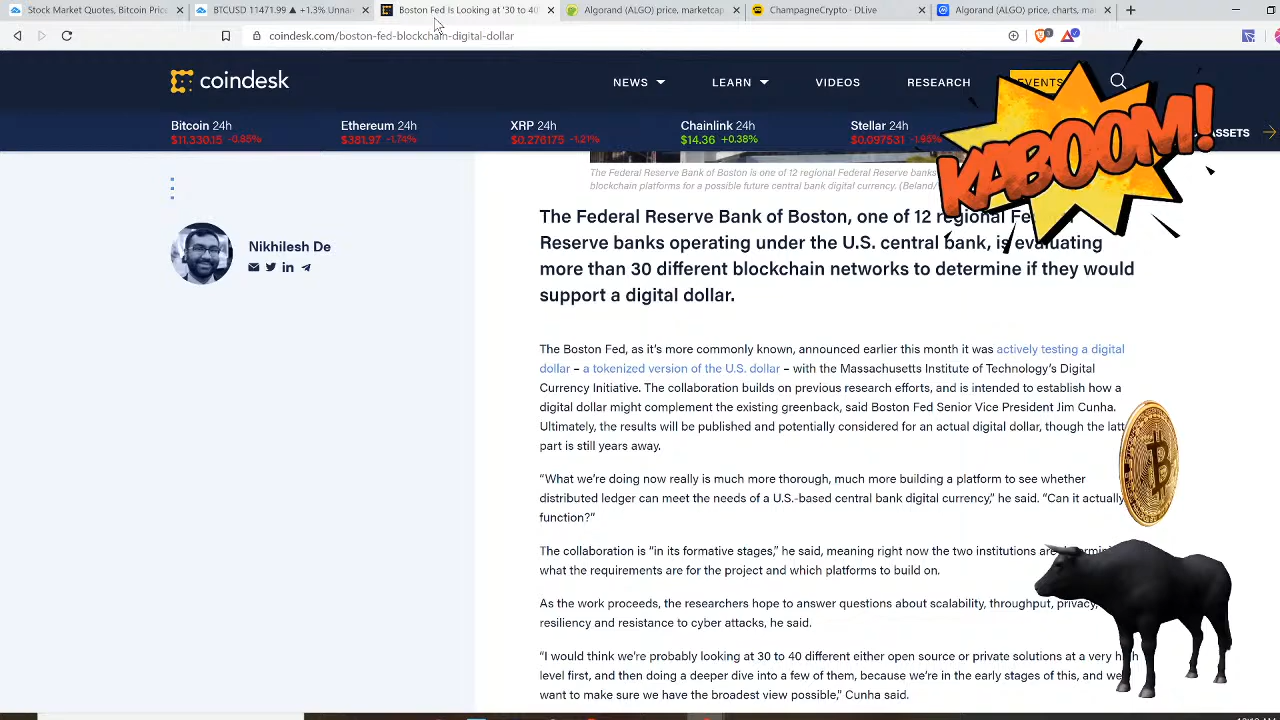 Stock Market Quotes, Bitcoin Price
BTCUSD 11471.99 ▲ +1.3% Unnam
Boston Fed Is Looking at '30 to 40
Algorand (ALGO) price, marketcap
ChampagneCrypto · DLive
Algorand (ALGO) price, charts, ma
coindesk.com/boston-fed-blockchain-digital-dollar
coindesk
NEWS
LEARN
VIDEOS
RESEARCH
EVENTS
Bitcoin 24h
$11,330.15 -0.85%
Ethereum 24h
$381.97 -1.74%
XRP 24h
$0.276175 -1.21%
Chainlink 24h
$14.36 +0.38%
Stellar 24h
$0.097531 -1.95%
ASSETS
KABOOM!
The Federal Reserve Bank of Boston is one of 12 regional Federal Reserve banks
blockchain platforms for a possible future central bank digital currency. (Beland/
Nikhilesh De
The Federal Reserve Bank of Boston, one of 12 regional Fe
Reserve banks operating under the U.S. central bank, is evaluating
more than 30 different blockchain networks to determine if they would
support a digital dollar.
The Boston Fed, as it's more commonly known, announced earlier this month it was actively testing a digital
dollar – a tokenized version of the U.S. dollar – with the Massachusetts Institute of Technology's Digital
Currency Initiative. The collaboration builds on previous research efforts, and is intended to establish how a
digital dollar might complement the existing greenback, said Boston Fed Senior Vice President Jim Cunha.
Ultimately, the results will be published and potentially considered for an actual digital dollar, though the latt
part is still years away.
“What we're doing now really is much more thorough, much more building a platform to see whether
distributed ledger can meet the needs of a U.S.-based central bank digital currency,” he said. “Can it actually
function?”
The collaboration is “in its formative stages,” he said, meaning right now the two institutions are
what the requirements are for the project and which platforms to build on.
As the work proceeds, the researchers hope to answer questions about scalability, throughput, privacy,
resiliency and resistance to cyber attacks, he said.
“I would think we're probably looking at 30 to 40 different either open source or private solutions at a very high
level first, and then doing a deeper dive into a few of them, because we're in the early stages of this, and we
want to make sure we have the broadest view possible,” Cunha said.